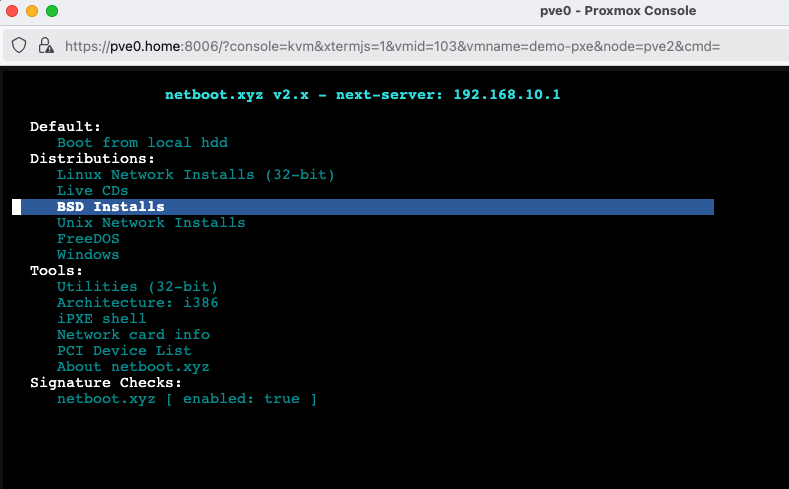 pve0 - Proxmox Console
https://pve0.home:8006/?console=kvm&xtermjs=1&vmid=103&vmname=demo-pxe&node=pve2&cmd=
netboot.xyz v2.x - next-server: 192.168.10.1
Default:
Boot from local hdd
Distributions:
Linux Network Installs (32-bit)
Live CDs
BSD Installs
Unix Network Installs
FreeDOS
Windows
Tools:
Utilities (32-bit)
Architecture: i386
iPXE shell
Network card info
PCI Device List
About netboot.xyz
Signature Checks:
netboot.xyz [ enabled: true ]